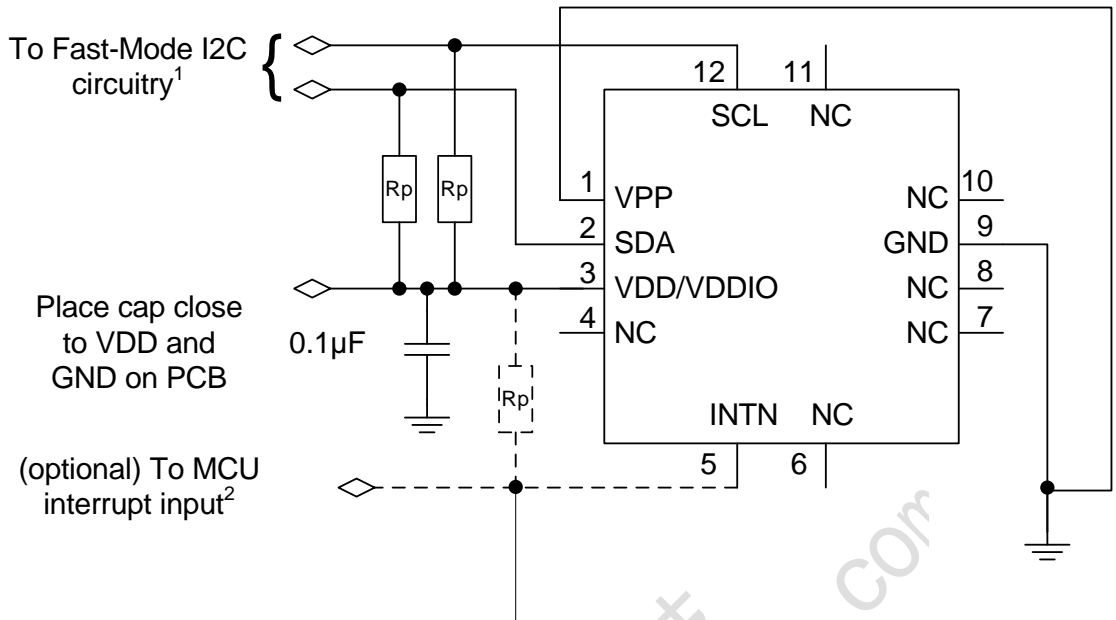 To Fast-Mode I2C
circuitry1
12
11
SCL
NC
Rp
Rp
1
VPP
NC
10
2
SDA
GND
9
3
VDD/VDDIO
NC
8
4
NC
NC
7
Place cap close
to VDD and
GND on PCB
0.1µF
Rp
INTN
NC
5
6
(optional) To MCU
interrupt input2
com